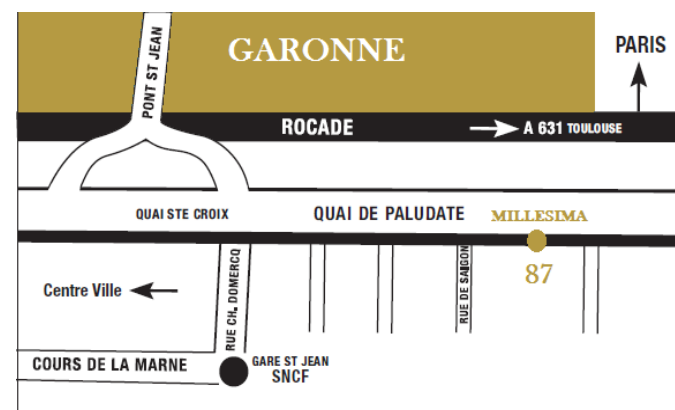 GARONNE
PARIS
PONT ST JEAN
ROCADE
A 631 TOULOUSE
QUAI STE CROIX
QUAI DE PALUDATE
MILLESIMA
87
Centre Ville
RUE CH. DOMERCQ
RUE DE SAIGON
COURS DE LA MARNE
GARE ST JEAN
SNCF